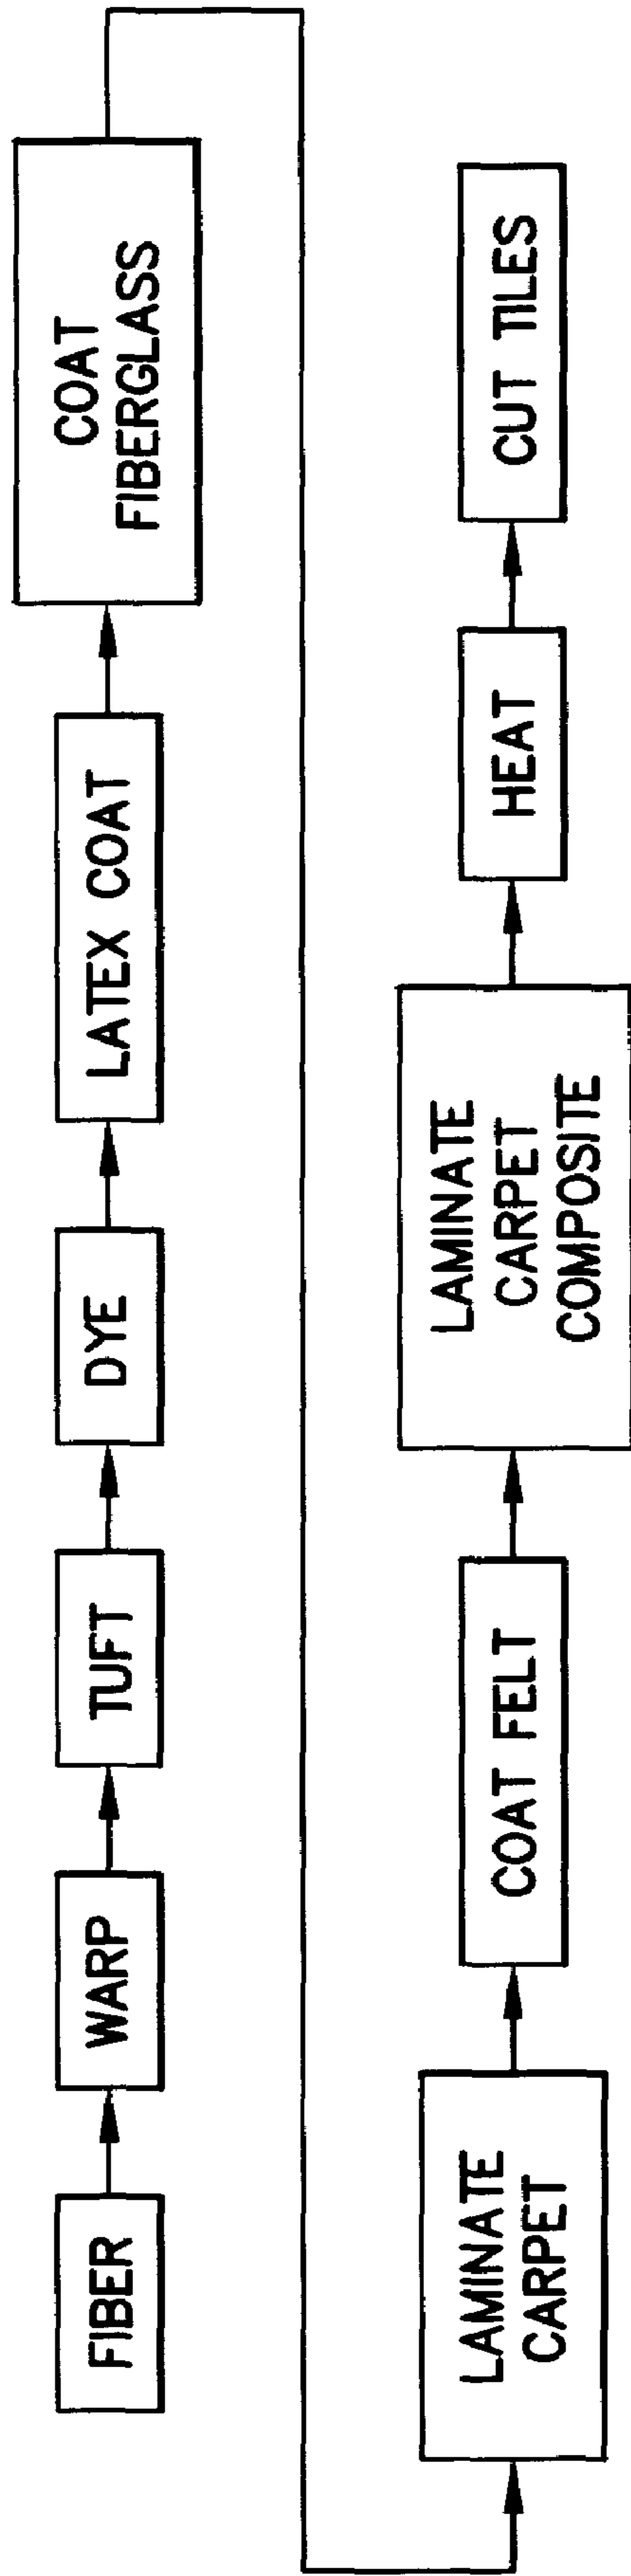 FIBER
WARP
TUFT
DYE
LATEX COAT
COAT
FIBERGLASS
LAMINATE
CARPET
COAT FELT
LAMINATE
CARPET
COMPOSITE
HEAT
CUT TILES